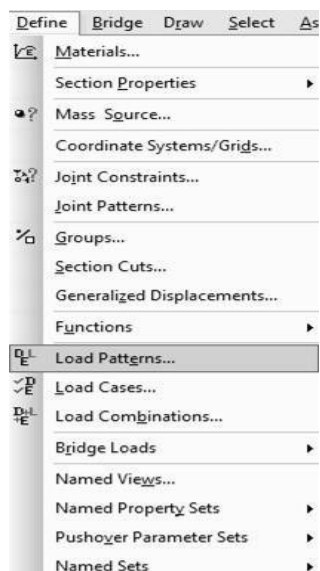 Define Bridge Draw Select As
Materials...
Section Properties
Mass Source...
Coordinate Systems/Grids...
Joint Constraints...
Joint Patterns...
Groups...
Section Cuts...
Generalized Displacements...
Functions
Load Patterns...
Load Cases...
Load Combinations...
Bridge Loads
Named Views...
Named Property Sets
Pushover Parameter Sets
Named Sets